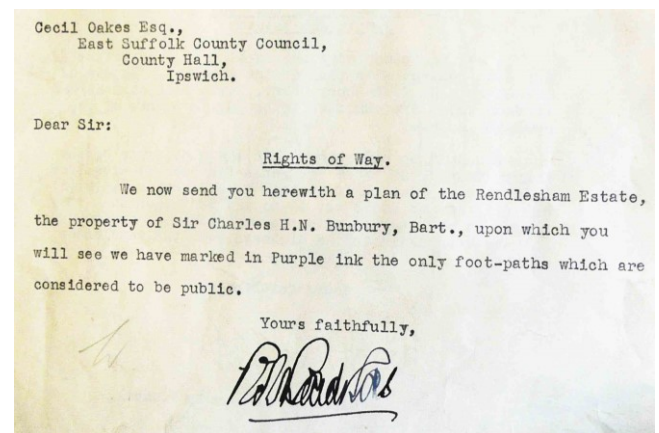 Cecil Oakes Esq.,
East Suffolk County Council,
County Hall,
Ipswich.
Dear Sir:
Rights of Way.
We now send you herewith a plan of the Rendlesham Estate,
the property of Sir Charles H.N. Bunbury, Bart., upon which you
will see we have marked in Purple ink the only foot-paths which are
considered to be public.
Yours faithfully,